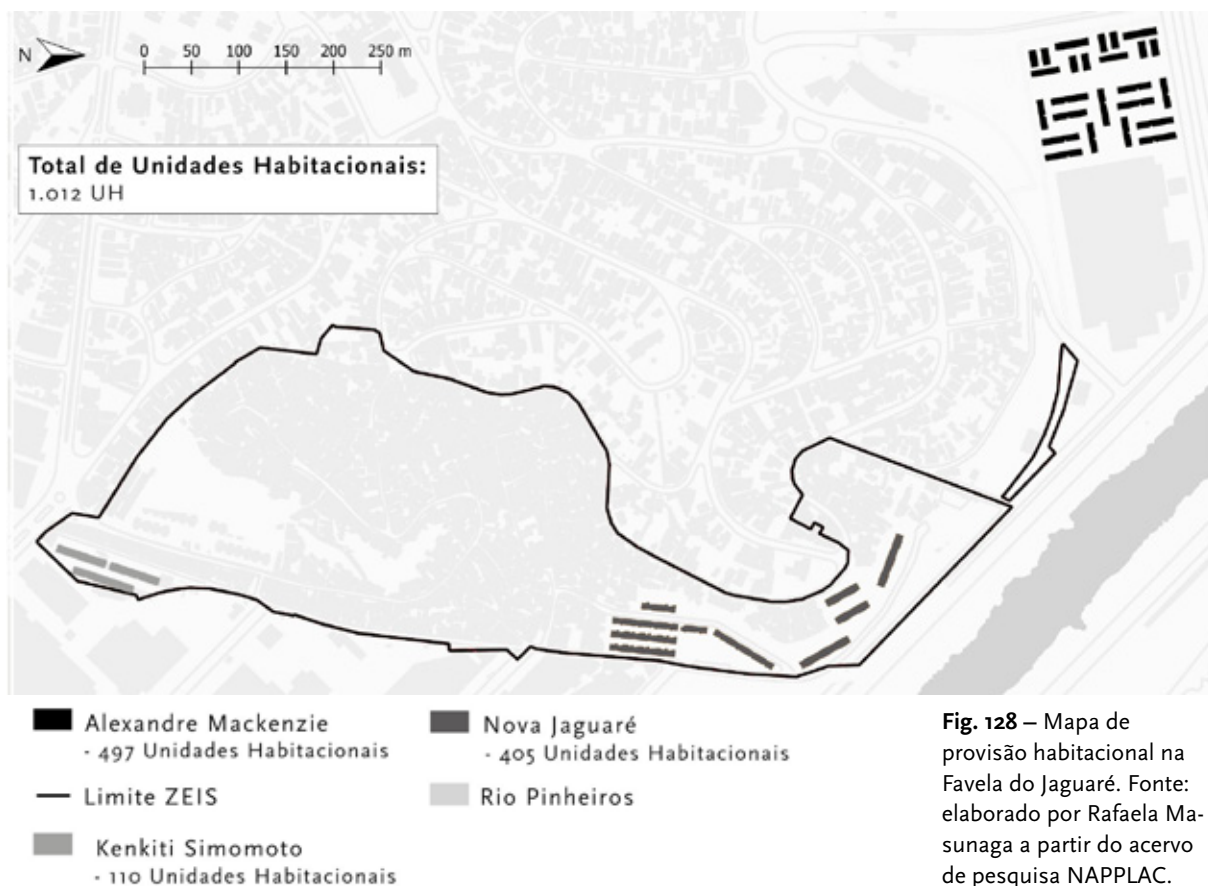 N
0 50 100 150 200 250 m
Total de Unidades Habitacionais:
1.012 UH
Alexandre Mackenzie
- 497 Unidades Habitacionais
Limite ZEIS
Kenkiti Simomoto
- 110 Unidades Habitacionais
Nova Jaguaré
- 405 Unidades Habitacionais
Rio Pinheiros
Fig. 128 – Mapa de
provisão habitacional na
Favela do Jaguaré. Fonte:
elaborado por Rafaela Ma-
sunaga a partir do acervo
de pesquisa NAPPLAC.